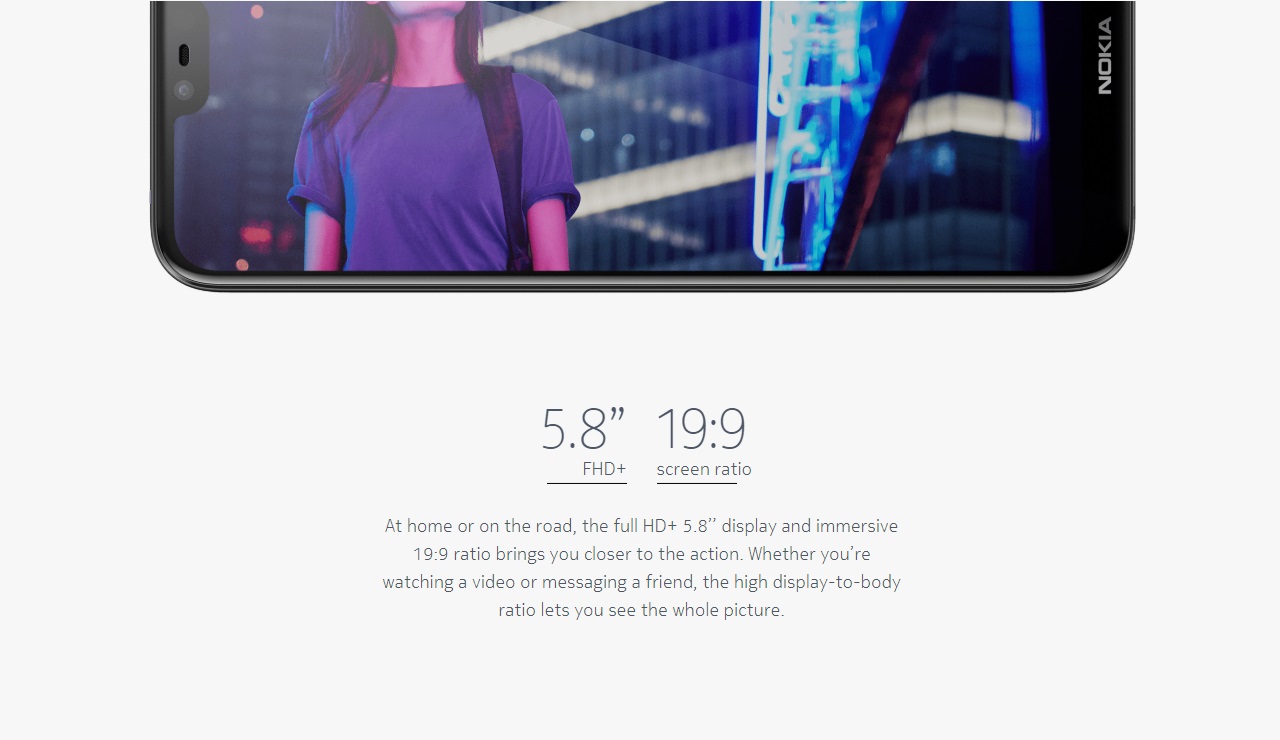 NOKIA
5.8” 19:9
FHD+ screen ratio
At home or on the road, the full HD+ 5.8’’ display and immersive
19:9 ratio brings you closer to the action. Whether you’re
watching a video or messaging a friend, the high display-to-body
ratio lets you see the whole picture.